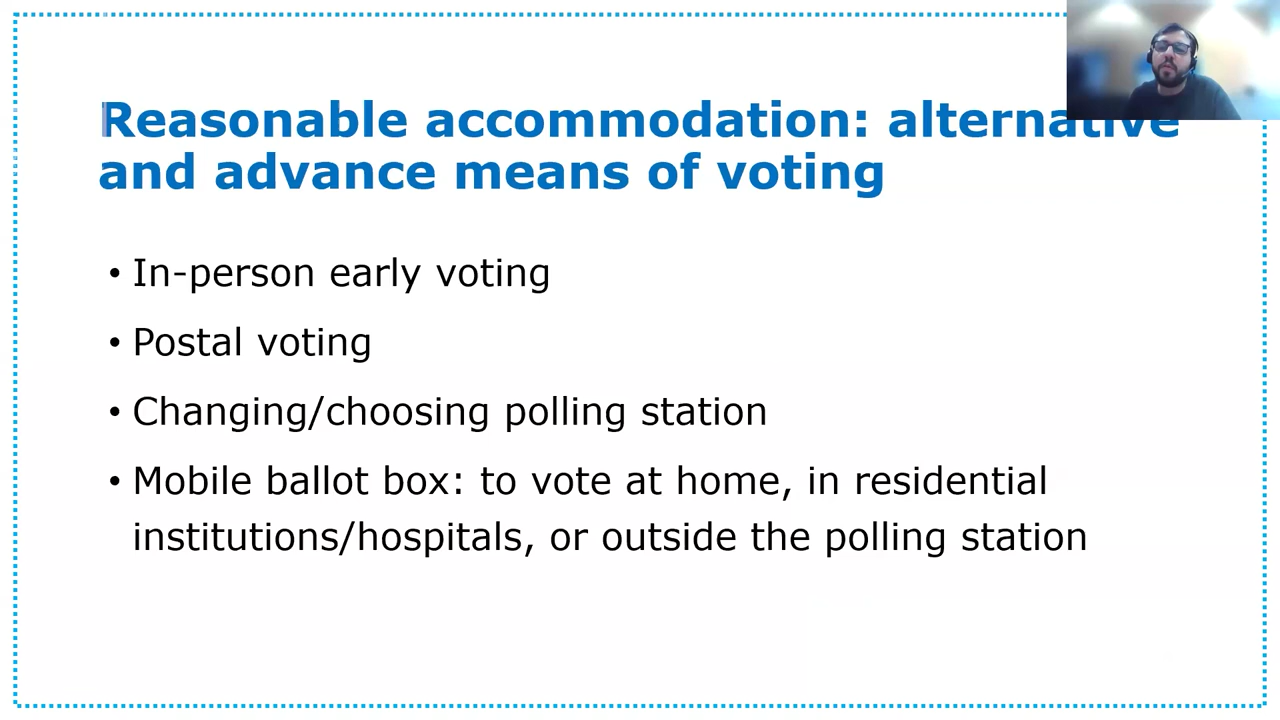 Reasonable accommodation: alternative
and advance means of voting
• In-person early voting
• Postal voting
• Changing/choosing polling station
• Mobile ballot box: to vote at home, in residential
institutions/hospitals, or outside the polling station